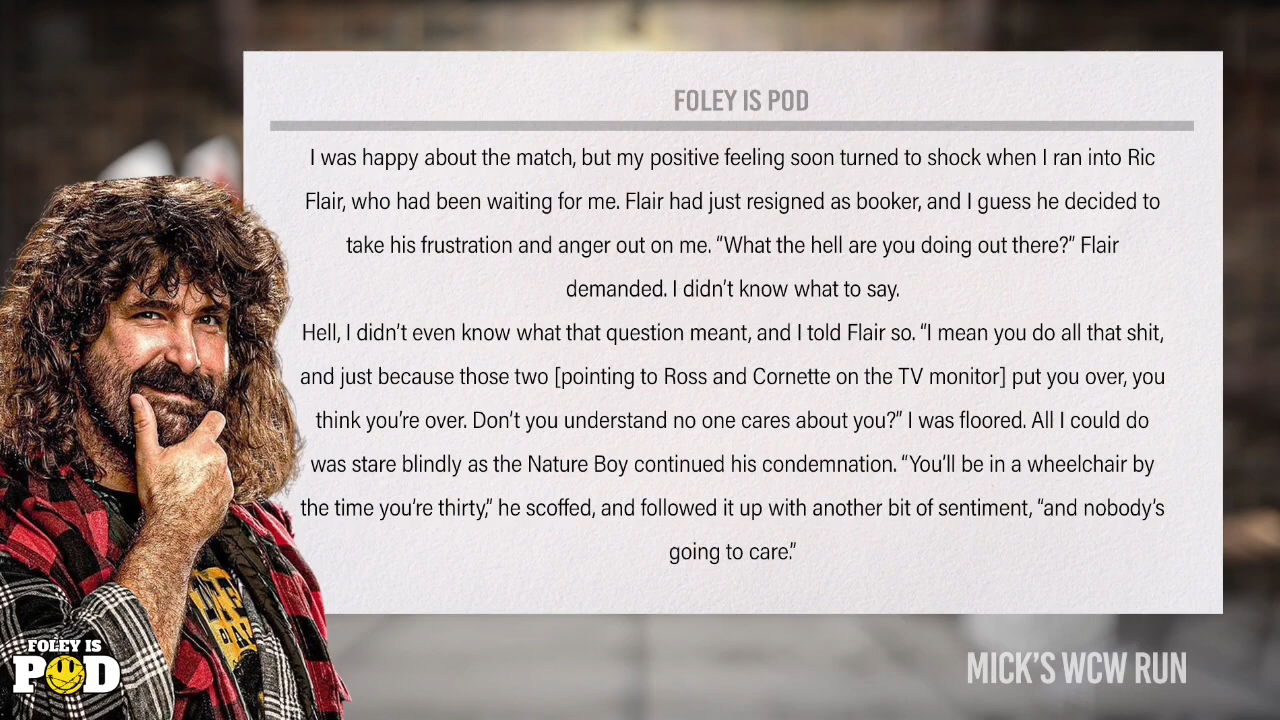 FOLEY IS POD
I was happy about the match, but my positive feeling soon turned to shock when I ran into Ric
Flair, who had been waiting for me. Flair had just resigned as booker, and I guess he decided to
take his frustration and anger out on me. “What the hell are you doing out there?” Flair
demanded. I didn’t know what to say.
Hell, I didn’t even know what that question meant, and I told Flair so. “I mean you do all that shit,
and just because those two [pointing to Ross and Cornette on the TV monitor] put you over, you
think you’re over. Don’t you understand no one cares about you?” I was floored. All I could do
was stare blindly as the Nature Boy continued his condemnation. “You’ll be in a wheelchair by
the time you’re thirty,” he scoffed, and followed it up with another bit of sentiment, “and nobody’s
going to care.”
FOLEY IS
POD
MICK’S WCW RUN